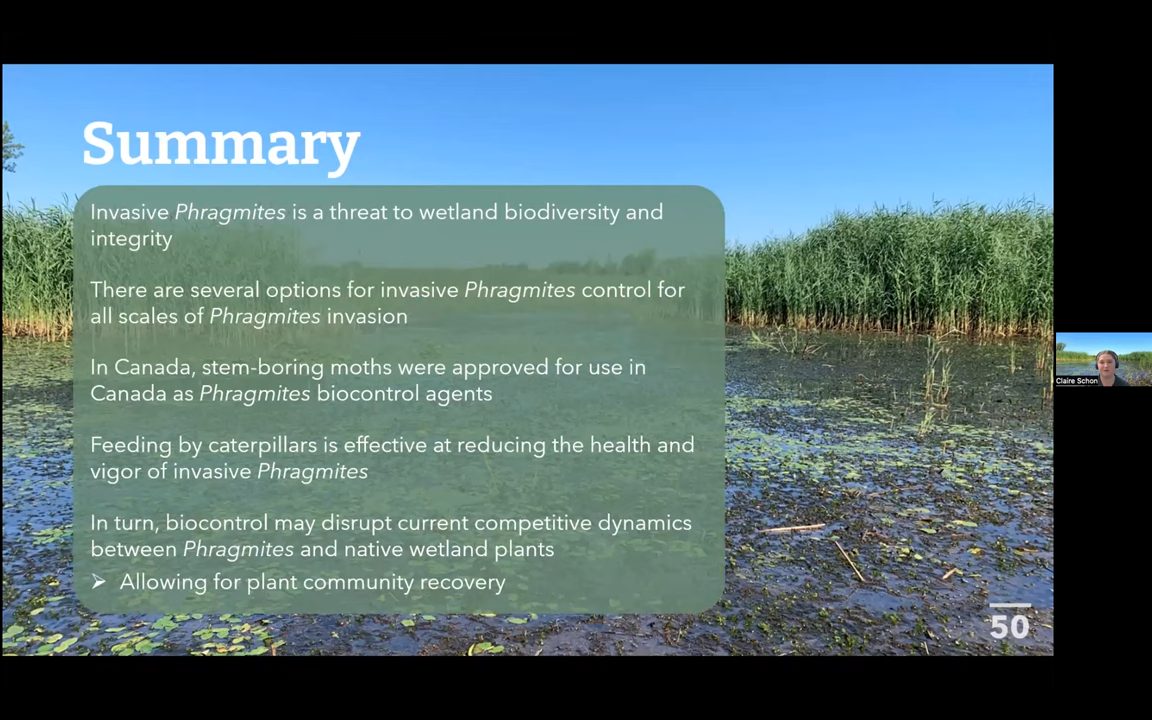 Summary
Invasive Phragmites is a threat to wetland biodiversity and
integrity
There are several options for invasive Phragmites control for
all scales of Phragmites invasion
In Canada, stem-boring moths were approved for use in
Canada as Phragmites biocontrol agents
Feeding by caterpillars is effective at reducing the health and
vigor of invasive Phragmites
In turn, biocontrol may disrupt current competitive dynamics
between Phragmites and native wetland plants
➢ Allowing for plant community recovery
50
Claire Schon